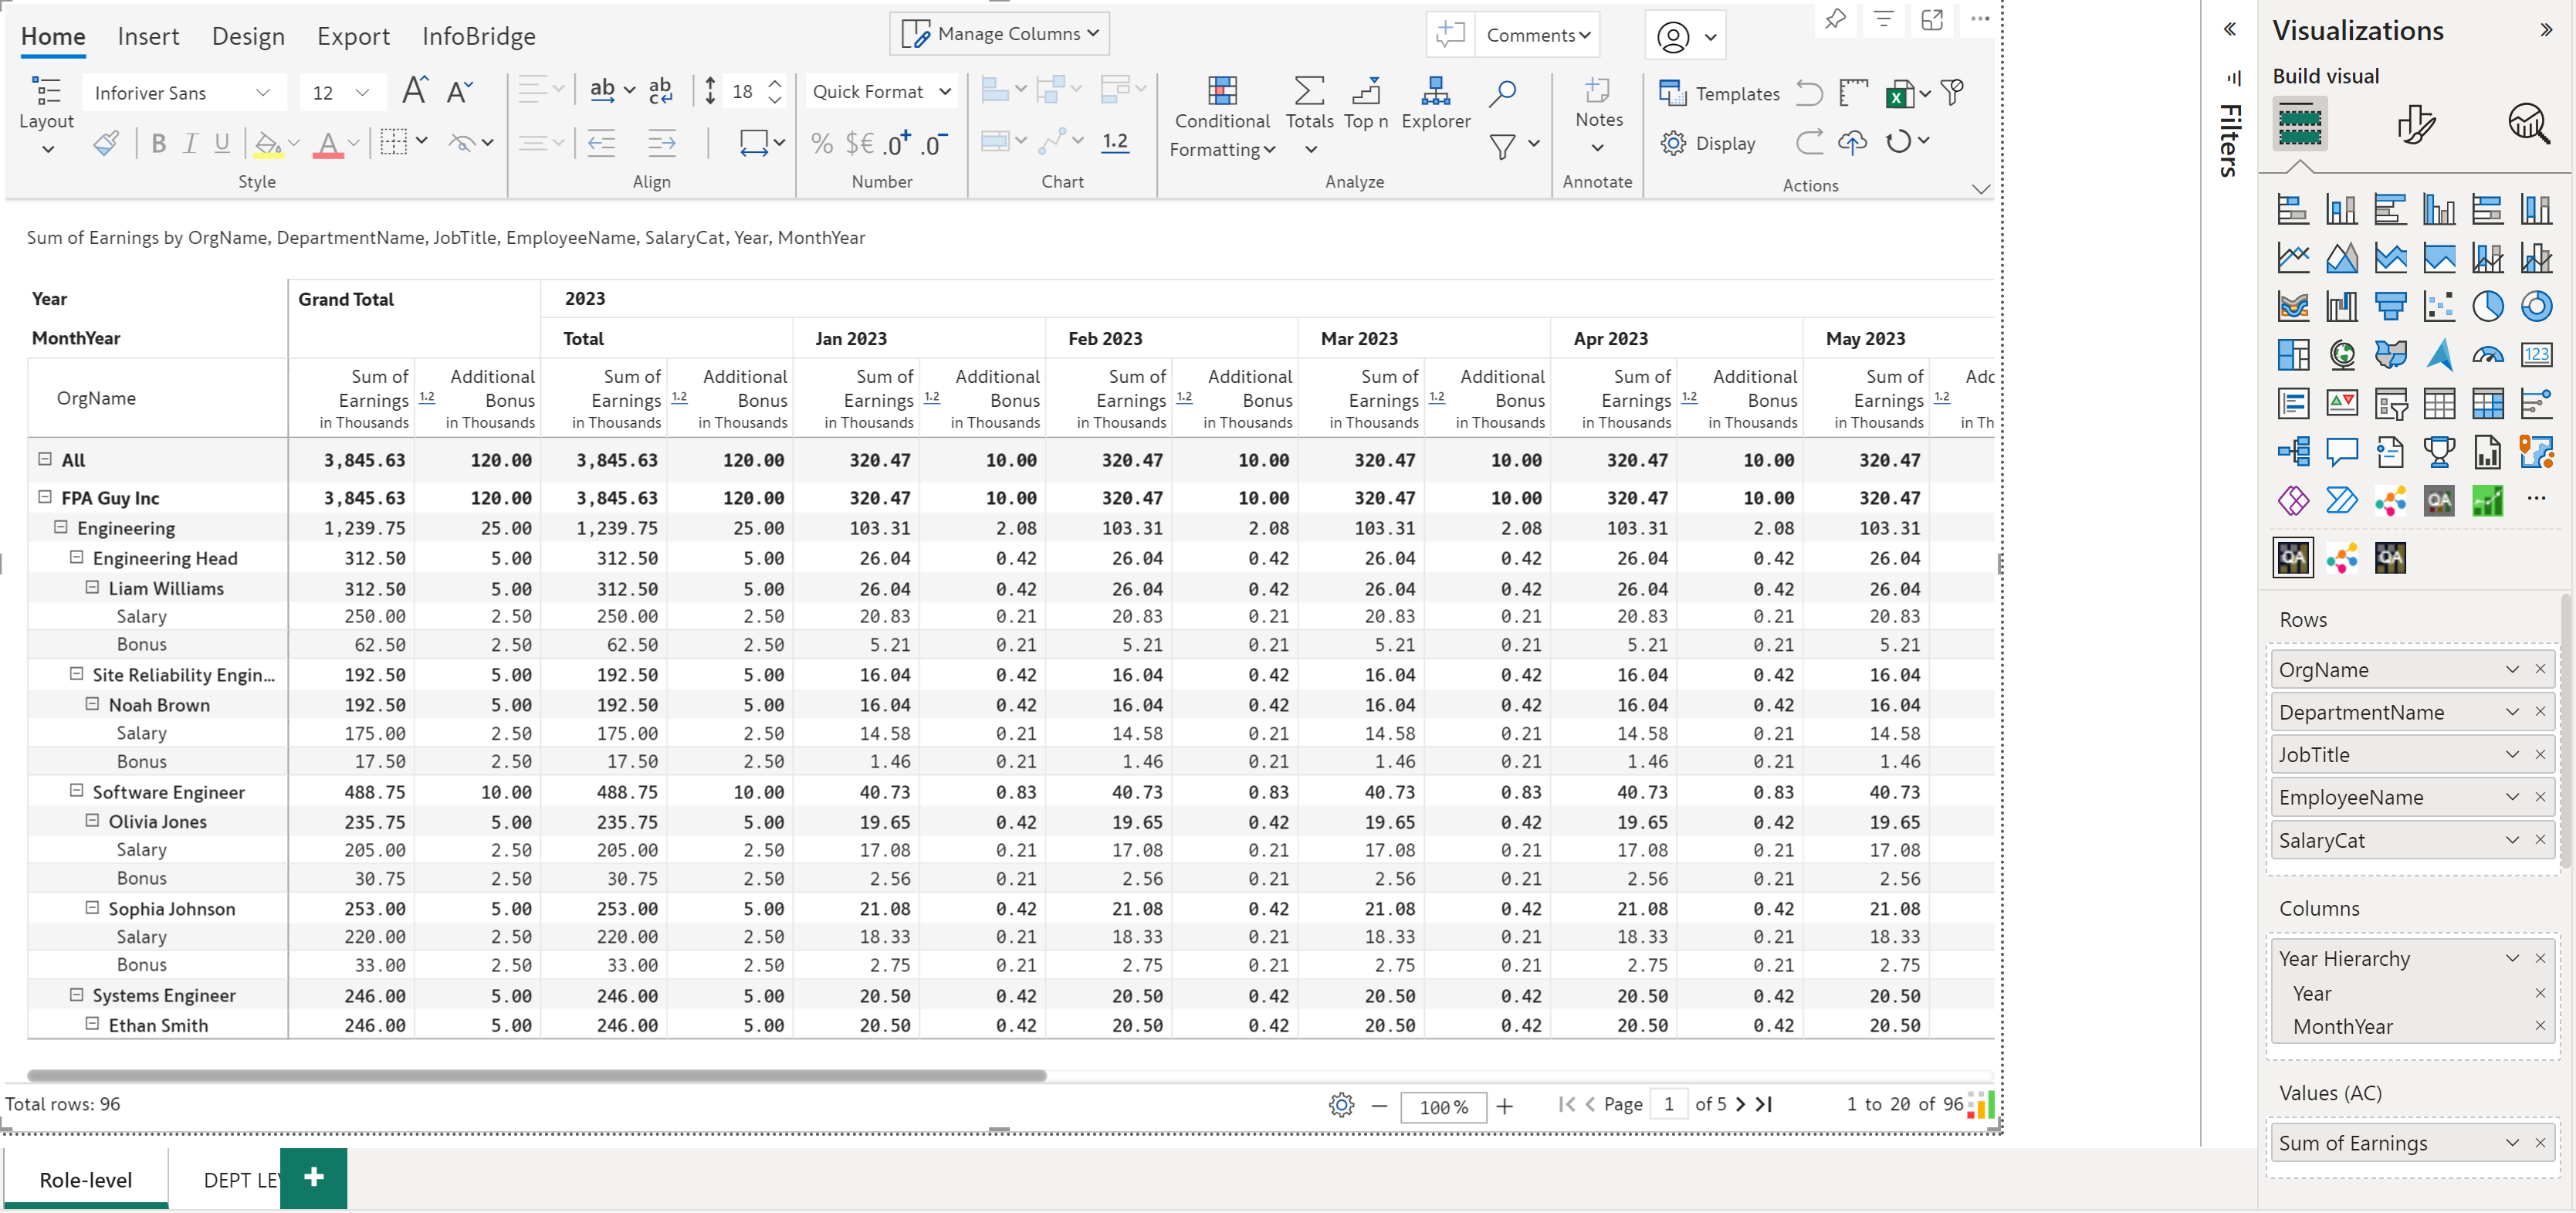 Home Insert Design Export InfoBridge Manage Columns Comments
Inforiver Sans 12 A A ab ab 18 Quick Format
Layout
B I U A % $€ .0 .0 1.2
Conditional Formatting Totals Top n Explorer Notes Templates Display
Style Align Number Chart Analyze Annotate Actions
Sum of Earnings by OrgName, DepartmentName, JobTitle, EmployeeName, SalaryCat, Year, MonthYear
Year Grand Total 2023
MonthYear Total Jan 2023 Feb 2023 Mar 2023 Apr 2023 May 2023
Sum of Additional Sum of Additional Sum of Additional Sum of Additional Sum of Additional Sum of Additional Sum of Adc
OrgName Earnings 1.2 Bonus Earnings 1.2 Bonus Earnings 1.2 Bonus Earnings 1.2 Bonus Earnings 1.2 Bonus Earnings 1.2 Bonus Earnings 1.2
in Thousands in Thousands in Thousands in Thousands in Thousands in Thousands in Thousands in Thousands in Thousands in Thousands in Thousands in Thousands in Thousands in Th
All 3,845.63 120.00 3,845.63 120.00 320.47 10.00 320.47 10.00 320.47 10.00 320.47 10.00 320.47
FPA Guy Inc 3,845.63 120.00 3,845.63 120.00 320.47 10.00 320.47 10.00 320.47 10.00 320.47 10.00 320.47
Engineering 1,239.75 25.00 1,239.75 25.00 103.31 2.08 103.31 2.08 103.31 2.08 103.31 2.08 103.31
Engineering Head 312.50 5.00 312.50 5.00 26.04 0.42 26.04 0.42 26.04 0.42 26.04 0.42 26.04
Liam Williams 312.50 5.00 312.50 5.00 26.04 0.42 26.04 0.42 26.04 0.42 26.04 0.42 26.04
Salary 250.00 2.50 250.00 2.50 20.83 0.21 20.83 0.21 20.83 0.21 20.83 0.21 20.83
Bonus 62.50 2.50 62.50 2.50 5.21 0.21 5.21 0.21 5.21 0.21 5.21 0.21 5.21
Site Reliability Engin... 192.50 5.00 192.50 5.00 16.04 0.42 16.04 0.42 16.04 0.42 16.04 0.42 16.04
Noah Brown 192.50 5.00 192.50 5.00 16.04 0.42 16.04 0.42 16.04 0.42 16.04 0.42 16.04
Salary 175.00 2.50 175.00 2.50 14.58 0.21 14.58 0.21 14.58 0.21 14.58 0.21 14.58
Bonus 17.50 2.50 17.50 2.50 1.46 0.21 1.46 0.21 1.46 0.21 1.46 0.21 1.46
Software Engineer 488.75 10.00 488.75 10.00 40.73 0.83 40.73 0.83 40.73 0.83 40.73 0.83 40.73
Olivia Jones 235.75 5.00 235.75 5.00 19.65 0.42 19.65 0.42 19.65 0.42 19.65 0.42 19.65
Salary 205.00 2.50 205.00 2.50 17.08 0.21 17.08 0.21 17.08 0.21 17.08 0.21 17.08
Bonus 30.75 2.50 30.75 2.50 2.56 0.21 2.56 0.21 2.56 0.21 2.56 0.21 2.56
Sophia Johnson 253.00 5.00 253.00 5.00 21.08 0.42 21.08 0.42 21.08 0.42 21.08 0.42 21.08
Salary 220.00 2.50 220.00 2.50 18.33 0.21 18.33 0.21 18.33 0.21 18.33 0.21 18.33
Bonus 33.00 2.50 33.00 2.50 2.75 0.21 2.75 0.21 2.75 0.21 2.75 0.21 2.75
Systems Engineer 246.00 5.00 246.00 5.00 20.50 0.42 20.50 0.42 20.50 0.42 20.50 0.42 20.50
Ethan Smith 246.00 5.00 246.00 5.00 20.50 0.42 20.50 0.42 20.50 0.42 20.50 0.42 20.50
Total rows: 96 100 % Page 1 of 5 1 to 20 of 96
Role-level DEPT LEV +
Filters
Visualizations
Build visual
123
QA
QA QA
Rows
OrgName
DepartmentName
JobTitle
EmployeeName
SalaryCat
Columns
Year Hierarchy
Year
MonthYear
Values (AC)
Sum of Earnings